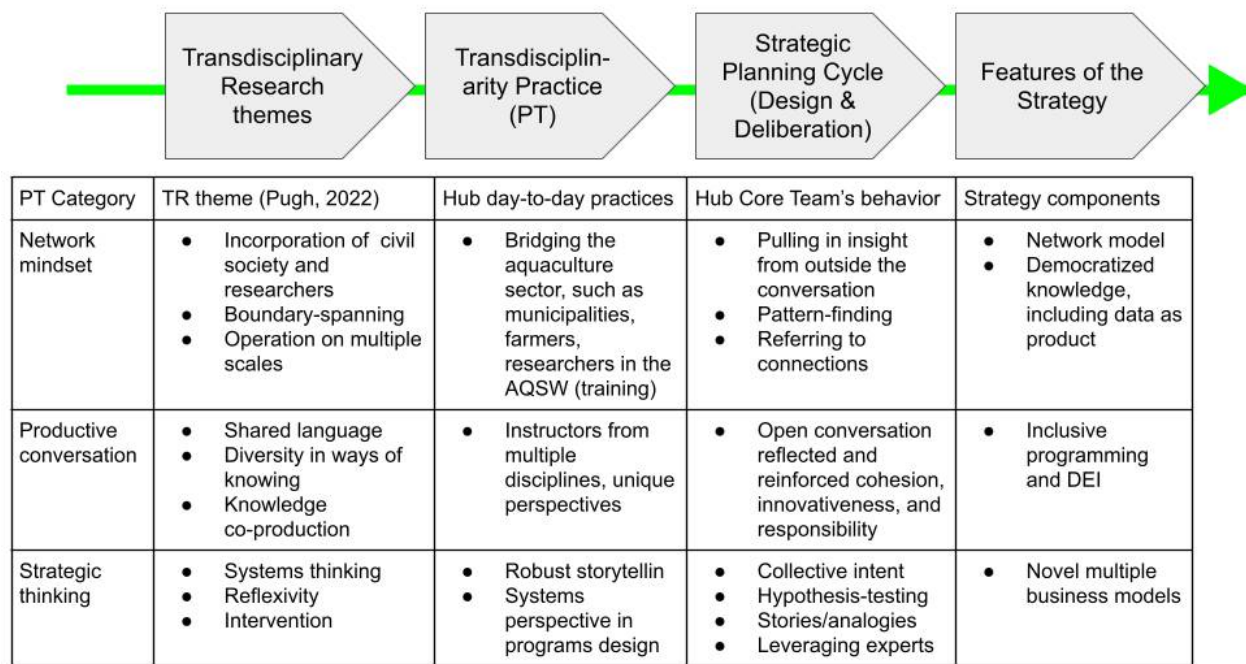 Transdisciplinary
Research
themes
Transdisciplin-
arity Practice
(PT)
Strategic
Planning Cycle
(Design &
Deliberation)
Features of the
Strategy
PT Category
TR theme (Pugh, 2022)
Hub day-to-day practices
Hub Core Team's behavior
Strategy components
Network
mindset
● Incorporation of civil
society and
researchers
● Boundary-spanning
● Operation on multiple
scales
● Bridging the
aquaculture
sector, such as
municipalities,
farmers,
researchers in the
AQSW (training)
● Pulling in insight
from outside the
conversation
● Pattern-finding
● Referring to
connections
● Network model
● Democratized
knowledge,
including data as
product
Productive
conversation
● Shared language
● Diversity in ways of
knowing
● Knowledge
co-production
● Instructors from
multiple
disciplines, unique
perspectives
● Open conversation
reflected and
reinforced cohesion,
innovativeness, and
responsibility
● Inclusive
programming
and DEI
Strategic
thinking
● Systems thinking
● Reflexivity
● Intervention
● Robust storytellin
● Systems
perspective in
programs design
● Collective intent
● Hypothesis-testing
● Stories/analogies
● Leveraging experts
● Novel multiple
business models